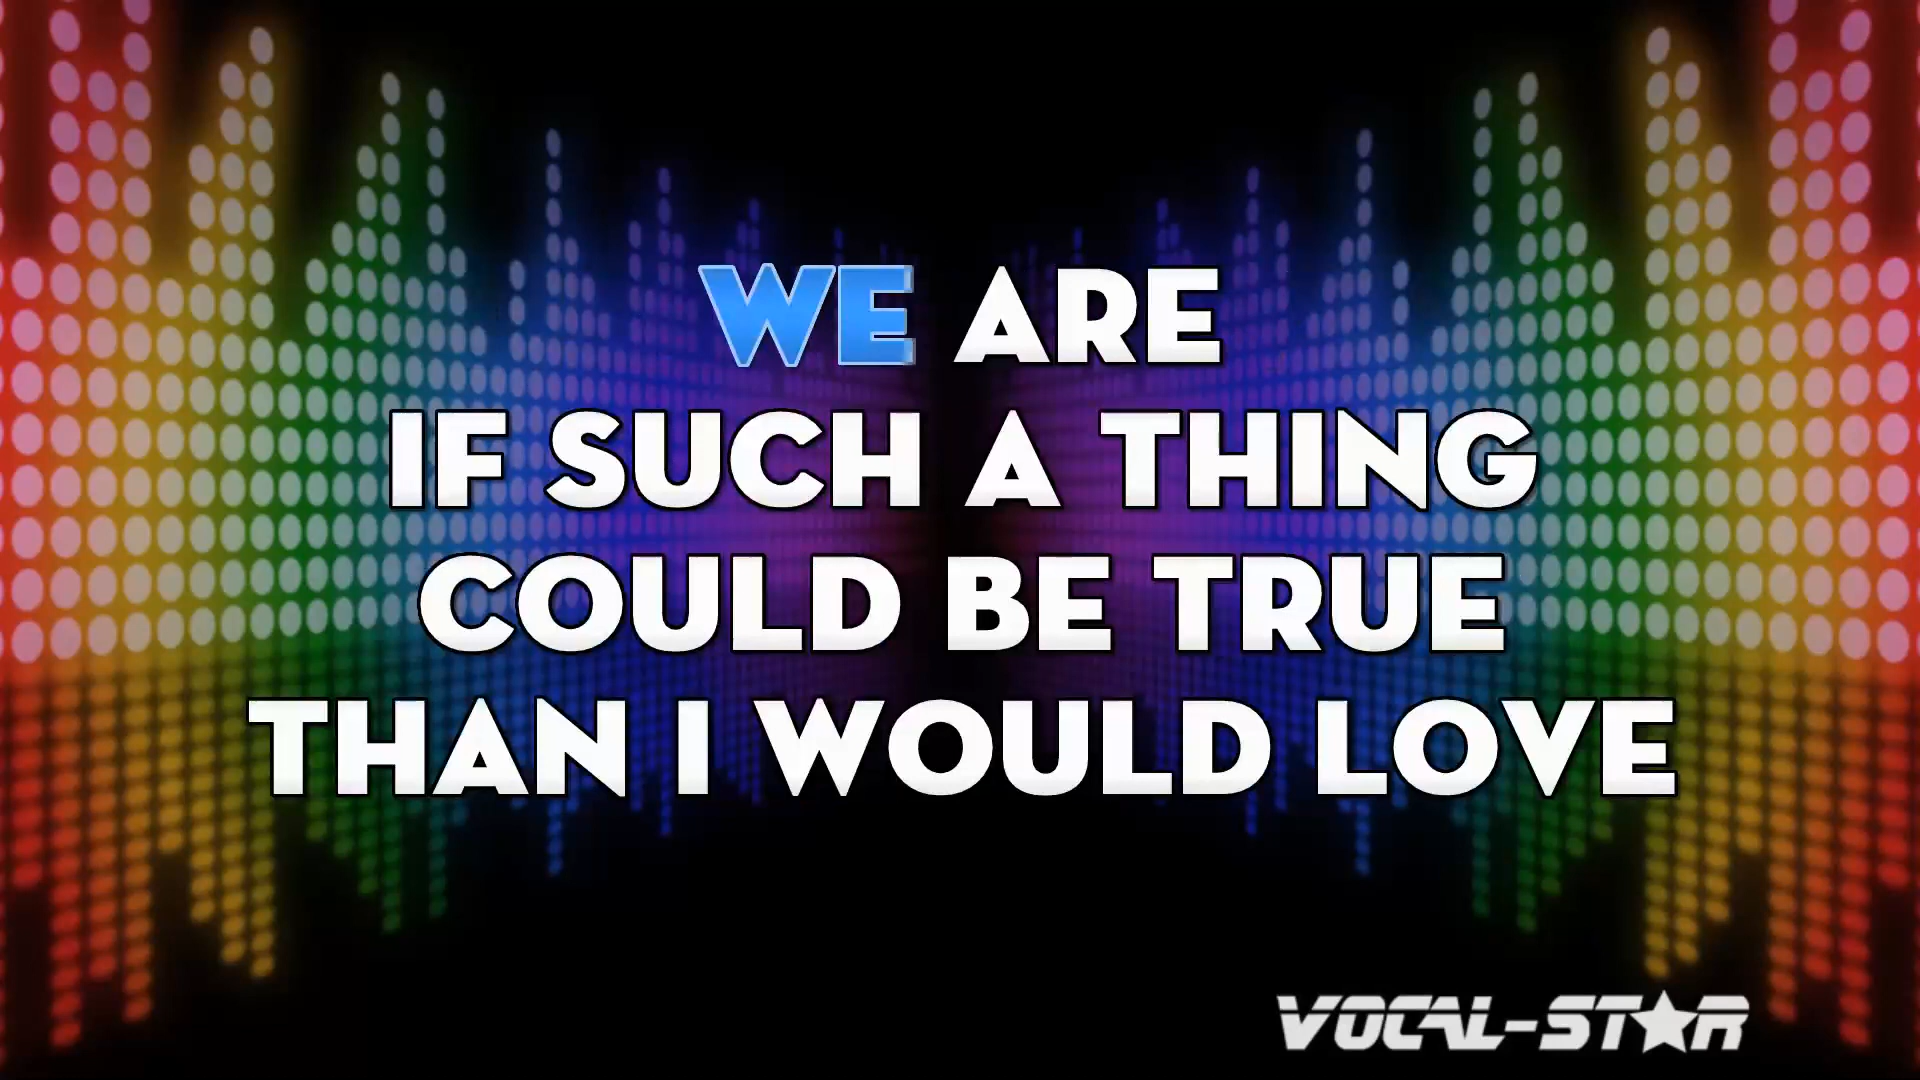 WE ARE
IF SUCH A THING
COULD BE TRUE
THAN I WOULD LOVE
VOCAL-STAR